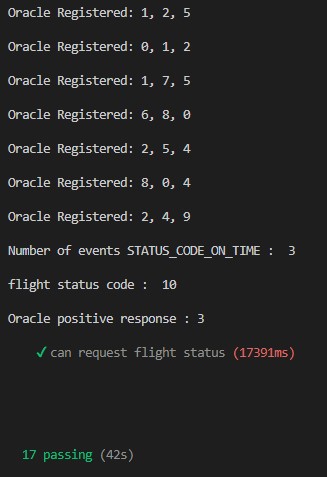 Oracle Registered: 1, 2, 5
Oracle Registered: 0, 1, 2
Oracle Registered: 1, 7, 5
Oracle Registered: 6, 8, 0
Oracle Registered: 2, 5, 4
Oracle Registered: 8, 0, 4
Oracle Registered: 2, 4, 9
Number of events STATUS_CODE_ON_TIME :  3
flight status code :  10
Oracle positive response : 3
✓ can request flight status (17391ms)
17 passing (42s)